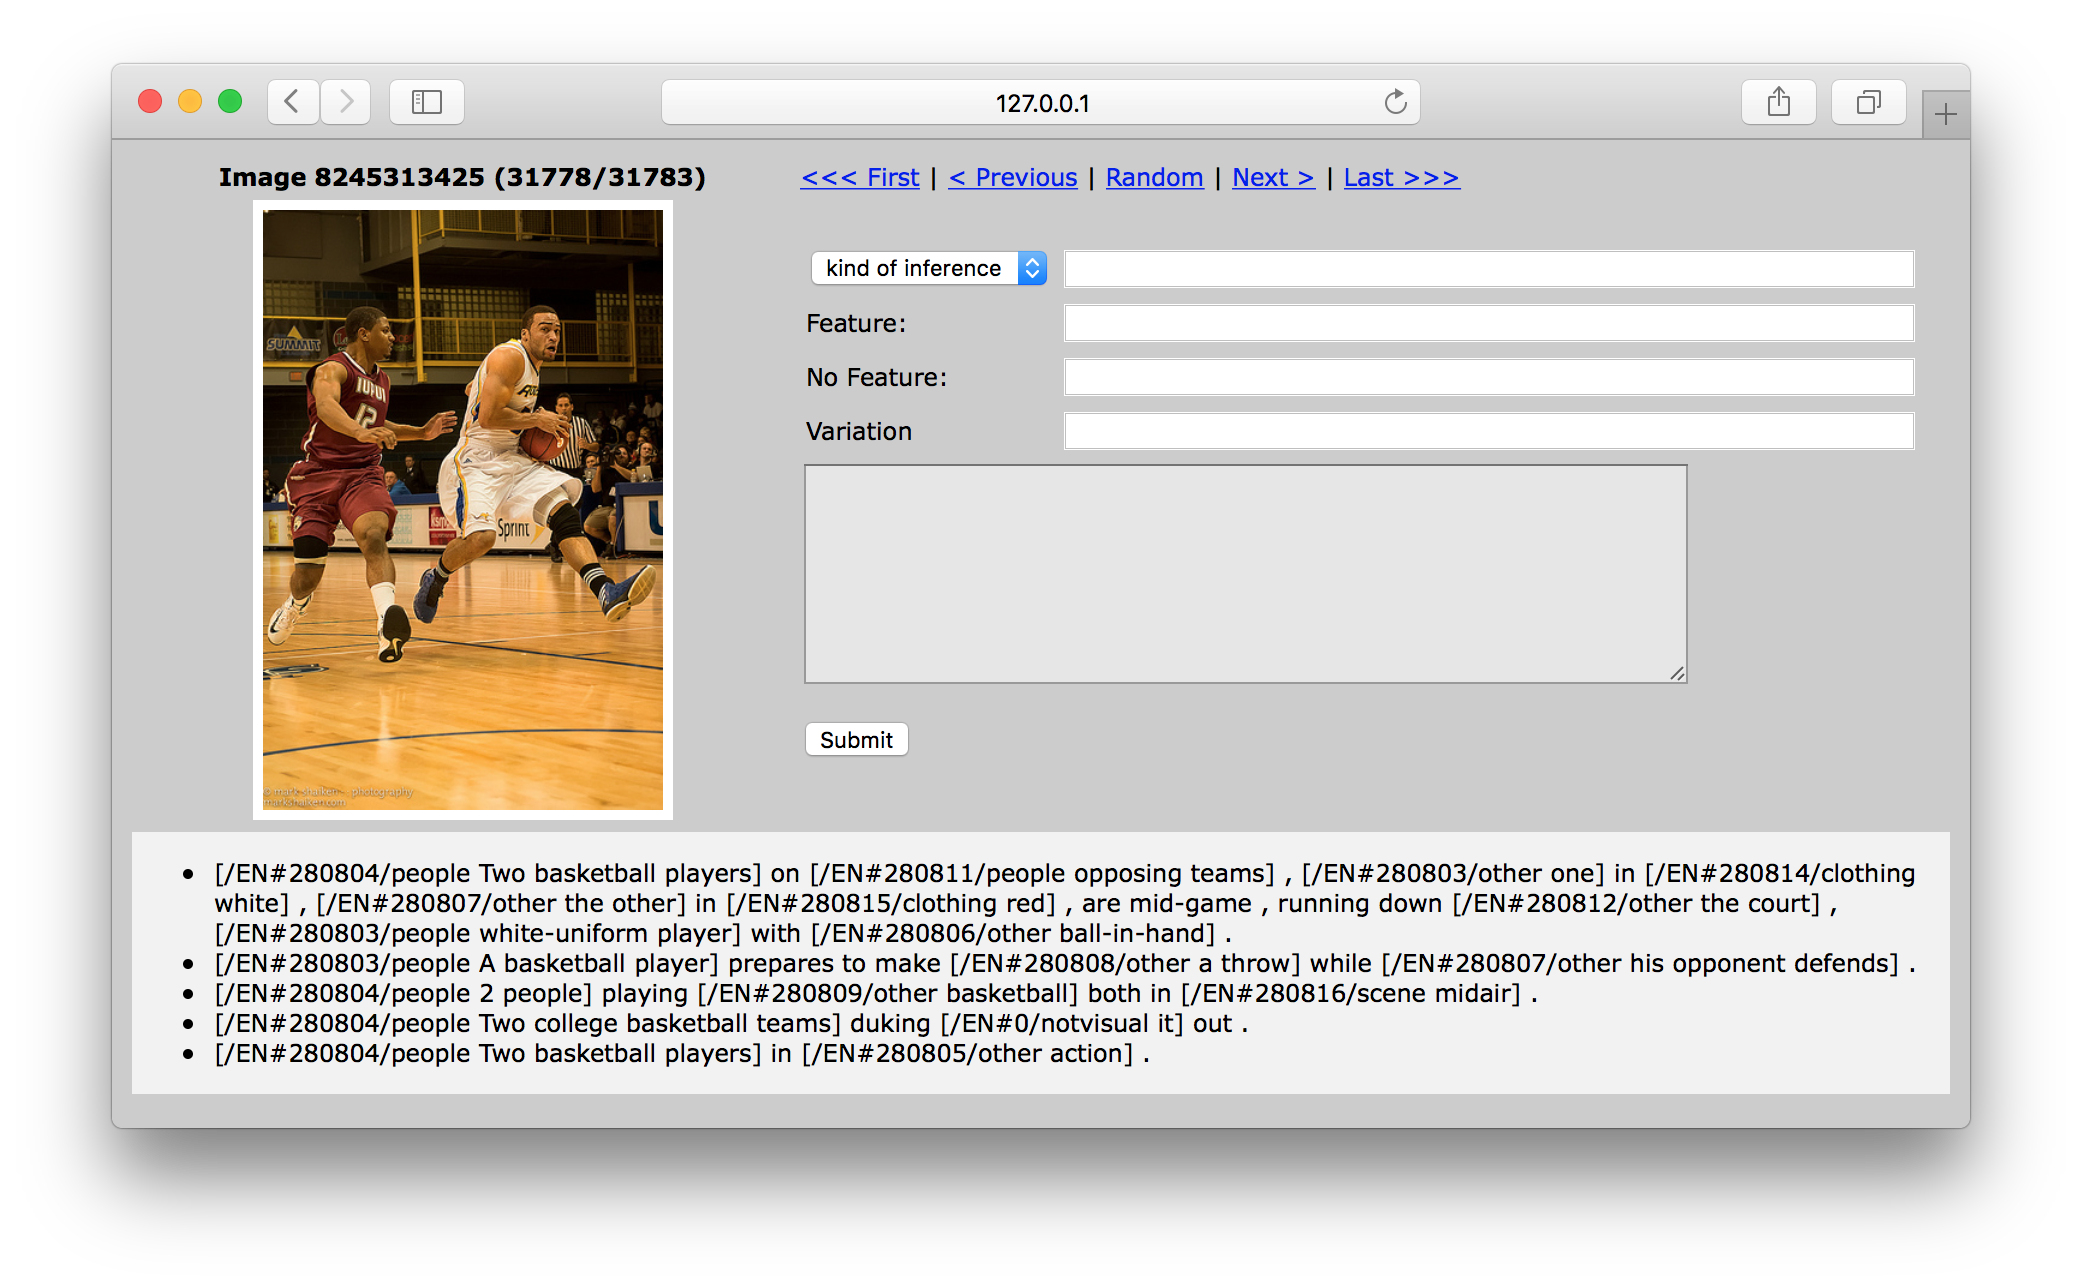 127.0.0.1
Image 8245313425 (31778/31783)
<<< First | < Previous | Random | Next > | Last >>>
kind of inference
Feature:
No Feature:
Variation
SUMMIT
IUPUI
12
Sprint
© mark shaiken - photography
markshaiken.com
Submit
• [/EN#280804/people Two basketball players] on [/EN#280811/people opposing teams] , [/EN#280803/other one] in [/EN#280814/clothing
white] , [/EN#280807/other the other] in [/EN#280815/clothing red] , are mid-game , running down [/EN#280812/other the court] ,
[/EN#280803/people white-uniform player] with [/EN#280806/other ball-in-hand] .
• [/EN#280803/people A basketball player] prepares to make [/EN#280808/other a throw] while [/EN#280807/other his opponent defends] .
• [/EN#280804/people 2 people] playing [/EN#280809/other basketball] both in [/EN#280816/scene midair] .
• [/EN#280804/people Two college basketball teams] duking [/EN#0/notvisual it] out .
• [/EN#280804/people Two basketball players] in [/EN#280805/other action] .